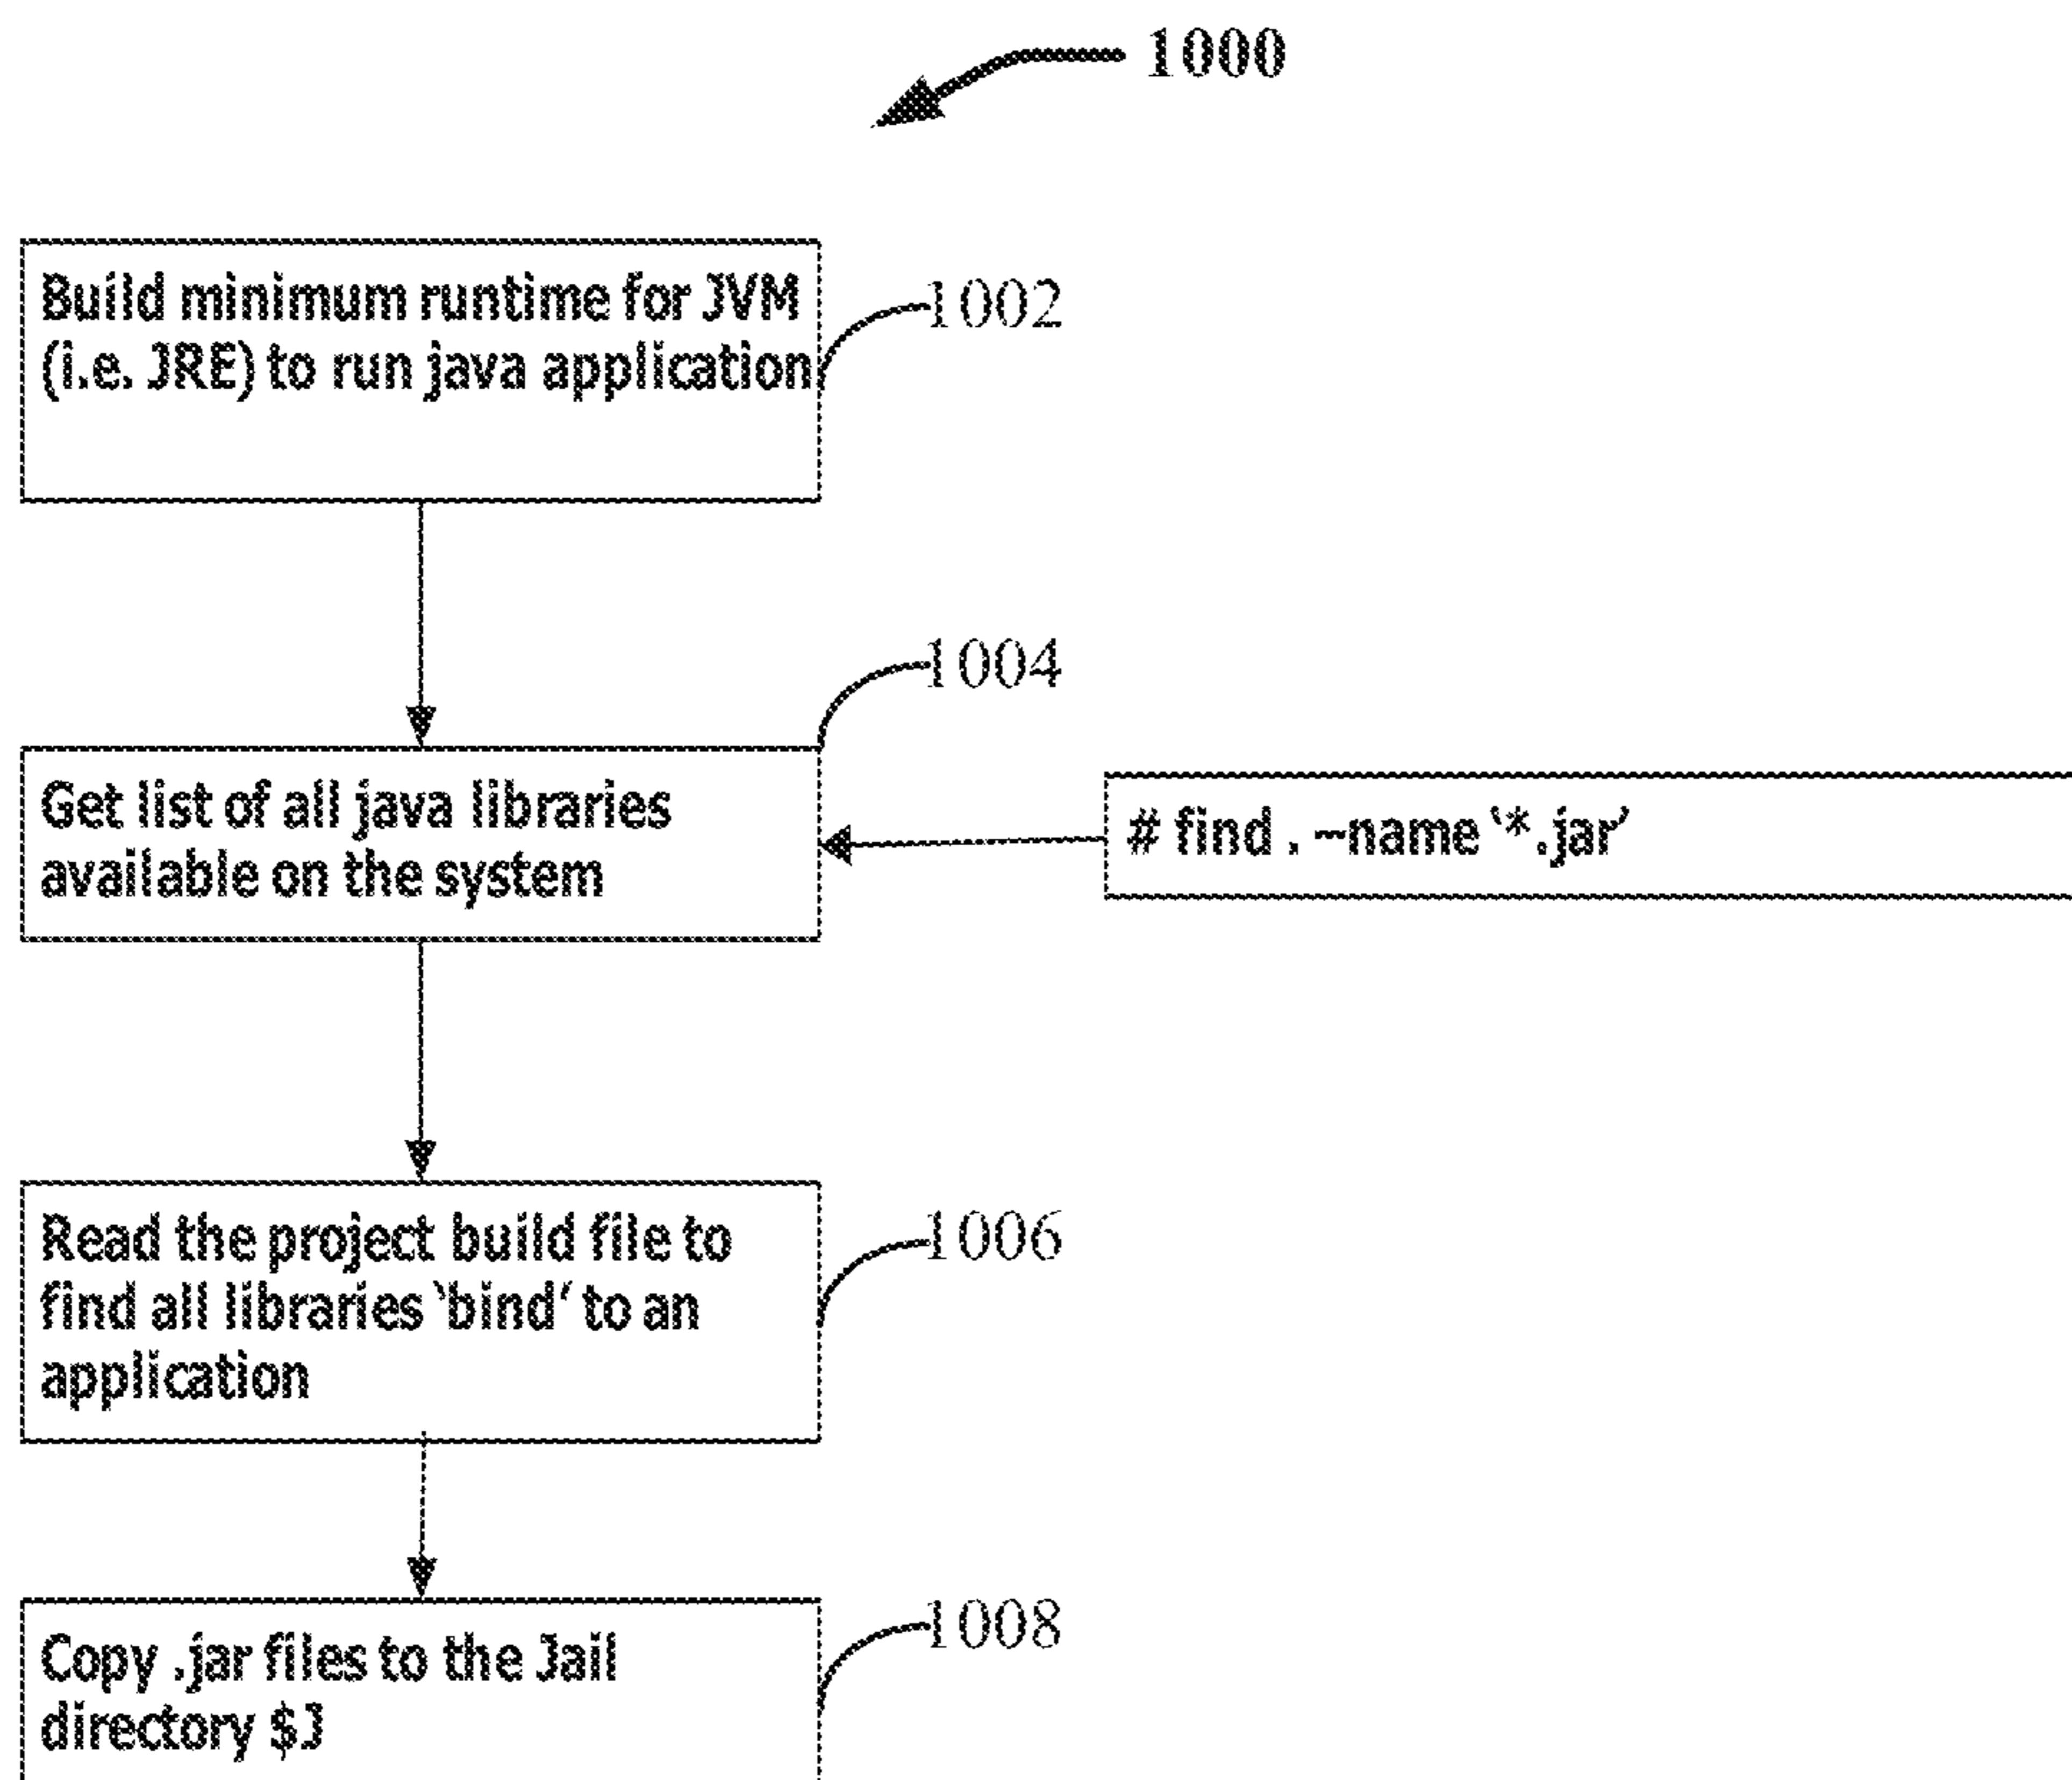 1000
Build minimum runtime for JVM
(i.e. JRE) to run java application
1002
1004
Get list of all java libraries
available on the system
# find . –name ‘*.jar’
Read the project build file to
find all libraries ‘bind’ to an
application
1006
Copy .jar files to the Jail
directory $J
1008